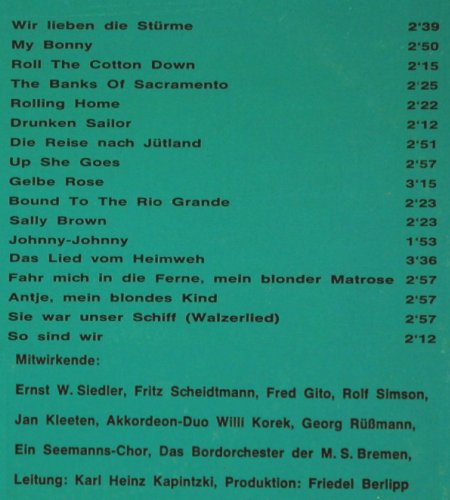 Wir lieben die Stürme 2'39
My Bonny 2'50
Roll The Cotton Down 2'15
The Banks Of Sacramento 2'25
Rolling Home 2'22
Drunken Sailor 2'12
Die Reise nach Jütland 2'51
Up She Goes 2'57
Gelbe Rose 3'15
Bound To The Rio Grande 2'23
Sally Brown 2'23
Johnny-Johnny 1'53
Das Lied vom Heimweh 3'36
Fahr mich in die Ferne, mein blonder Matrose 2'57
Antje, mein blondes Kind 2'57
Sie war unser Schiff (Walzerlied) 2'57
So sind wir 2'12
Mitwirkende:
Ernst W. Siedler, Fritz Scheidtmann, Fred Gito, Rolf Simson,
Jan Kleeten, Akkordeon-Duo Willi Korek, Georg Rüßmann,
Ein Seemanns-Chor, Das Bordorchester der M. S. Bremen,
Leitung: Karl Heinz Kapintzki, Produktion: Friedel Berlipp